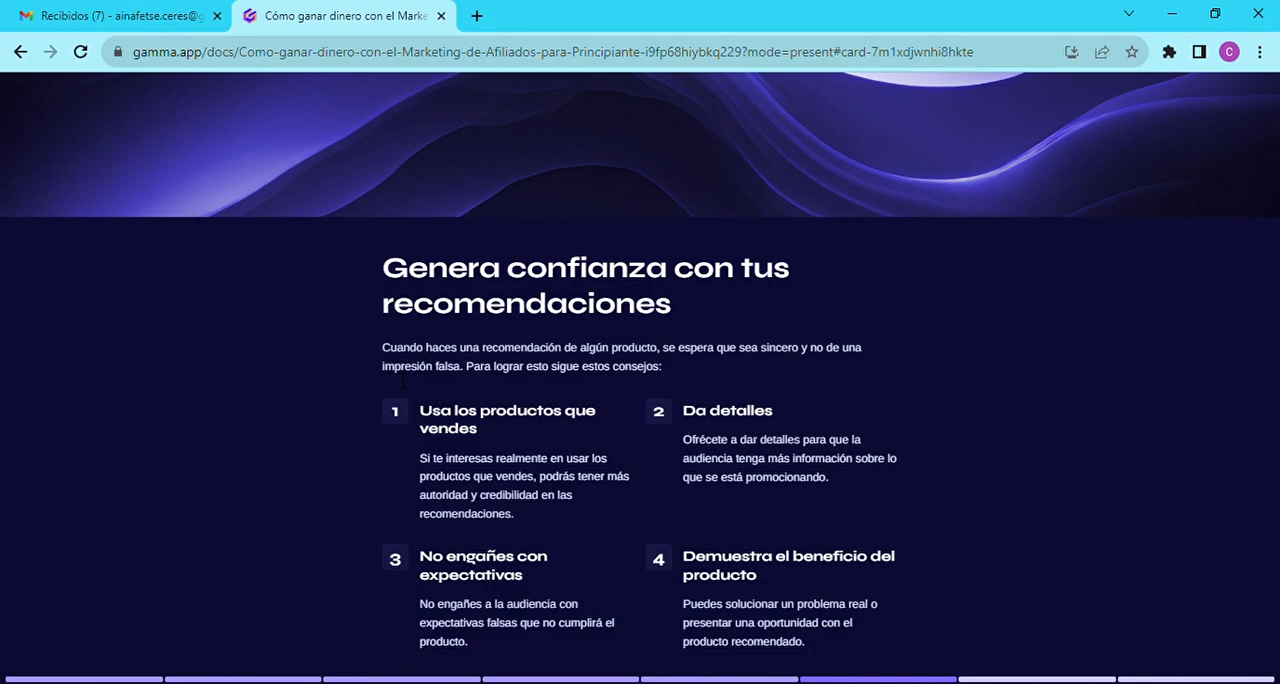 Recibidos (7) - ainafetse.ceres@g
Cómo ganar dinero con el Marke
gamma.app/docs/Como-ganar-dinero-con-el-Marketing-de-Afiliados-para-Principiante-i9fp68hiybkq229?mode=present#card-7m1xdjwnhi8hkte
C
Genera confianza con tus
recomendaciones
Cuando haces una recomendación de algún producto, se espera que sea sincero y no de una
impresión falsa. Para lograr esto sigue estos consejos:
1
Usa los productos que
vendes
Si te interesas realmente en usar los
productos que vendes, podrás tener más
autoridad y credibilidad en las
recomendaciones.
2
Da detalles
Ofrécete a dar detalles para que la
audiencia tenga más información sobre lo
que se está promocionando.
3
No engañes con
expectativas
No engañes a la audiencia con
expectativas falsas que no cumplirá el
producto.
4
Demuestra el beneficio del
producto
Puedes solucionar un problema real o
presentar una oportunidad con el
producto recomendado.